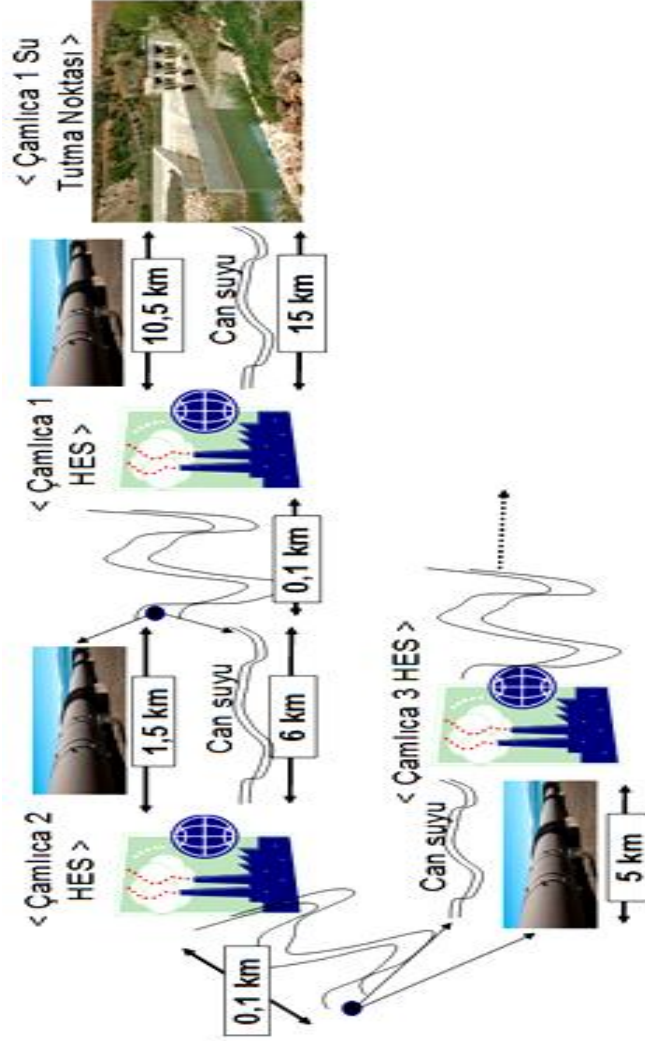 < Çamlıca 1 Su
Tutma Noktası >
10,5 km
Can suyu
15 km
< Çamlıca 1
HES >
0,1 km
1,5 km
Can suyu
6 km
< Çamlıca 2
HES >
0,1 km
Can suyu
5 km
< Çamlıca 3 HES >